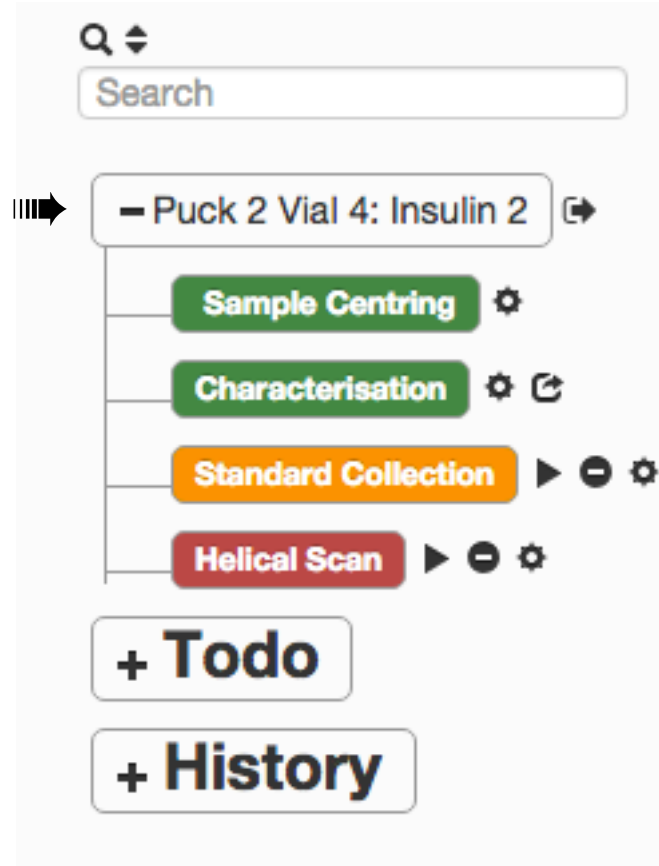 Search
Puck 2 Vial 4: Insulin 2
Sample Centring
Characterisation
Standard Collection
Helical Scan
+ Todo
+ History